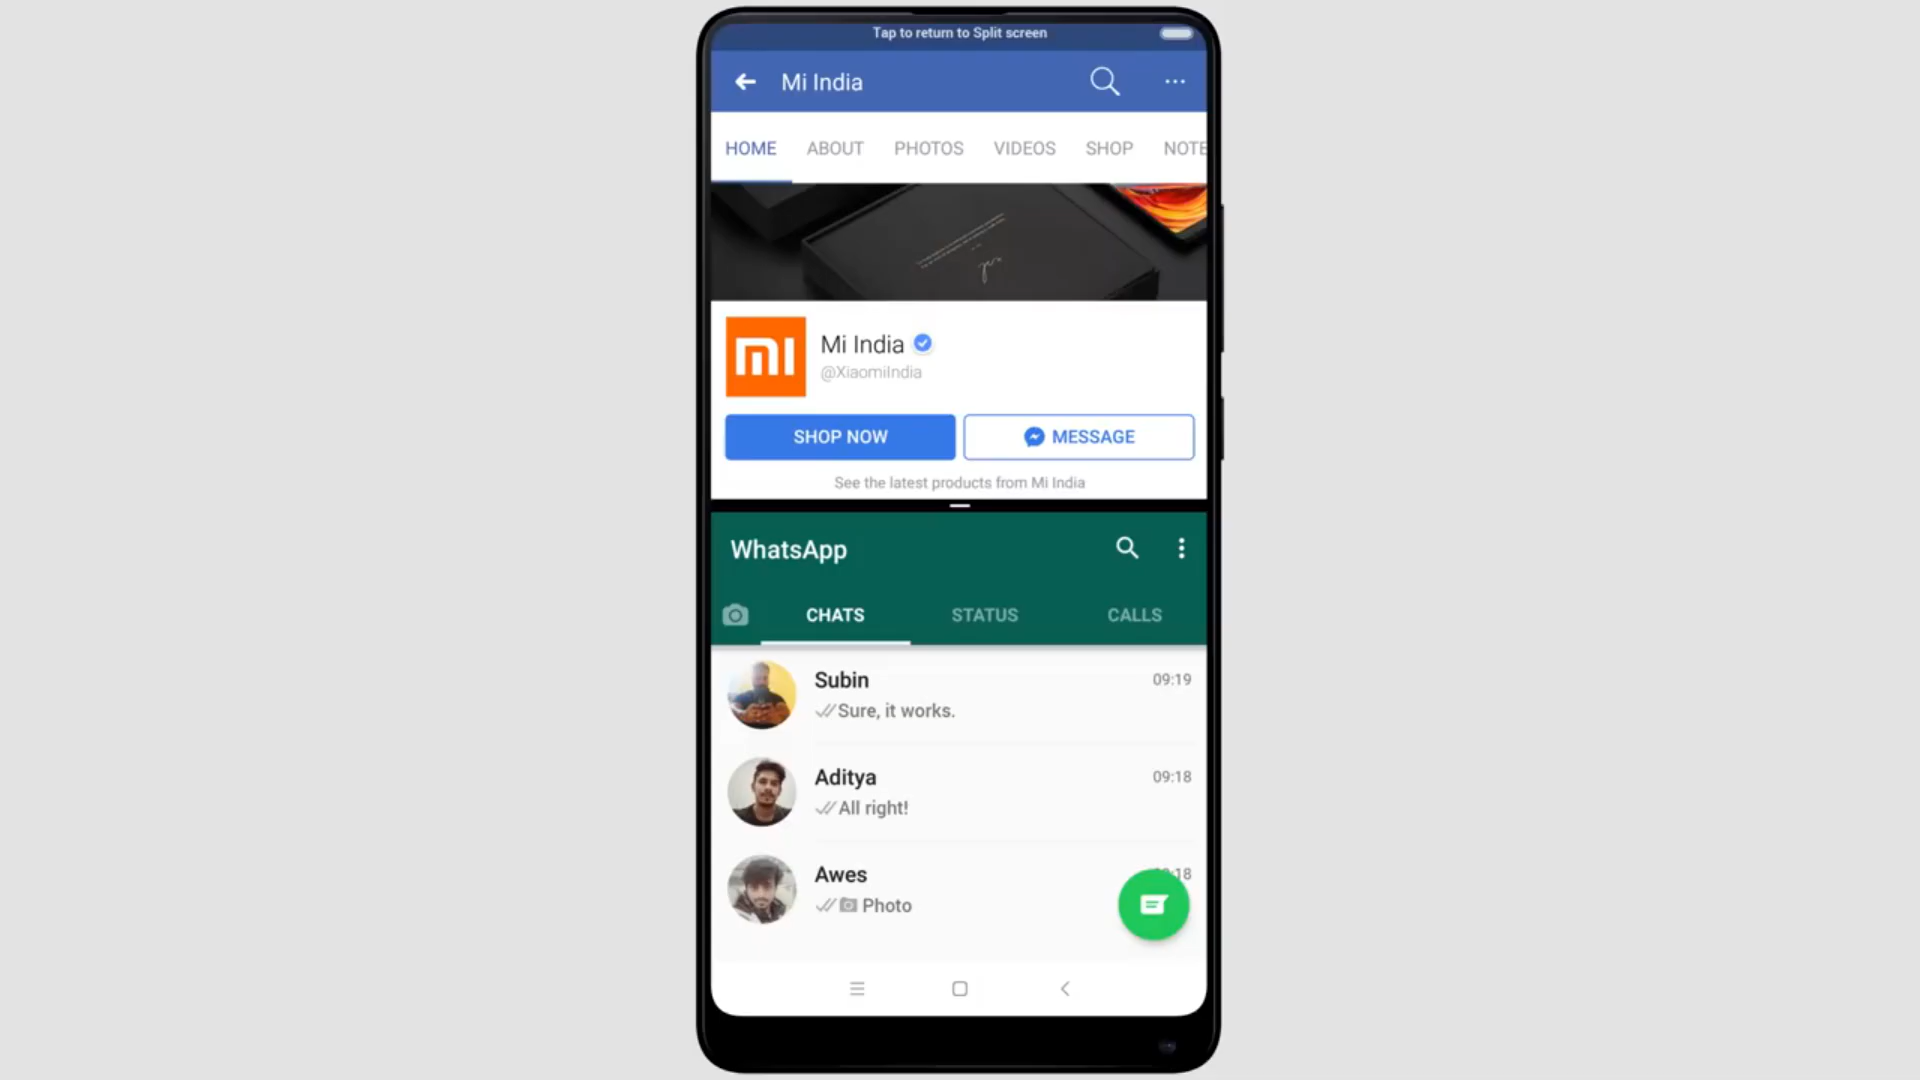 Tap to return to Split screen
Mi India
HOME ABOUT PHOTOS VIDEOS SHOP NOTE
mi
Mi India
@XiaomiIndia
SHOP NOW MESSAGE
See the latest products from Mi India
WhatsApp
CHATS STATUS CALLS
Subin 09:19
Sure, it works.
Aditya 09:18
All right!
Awes :18
Photo